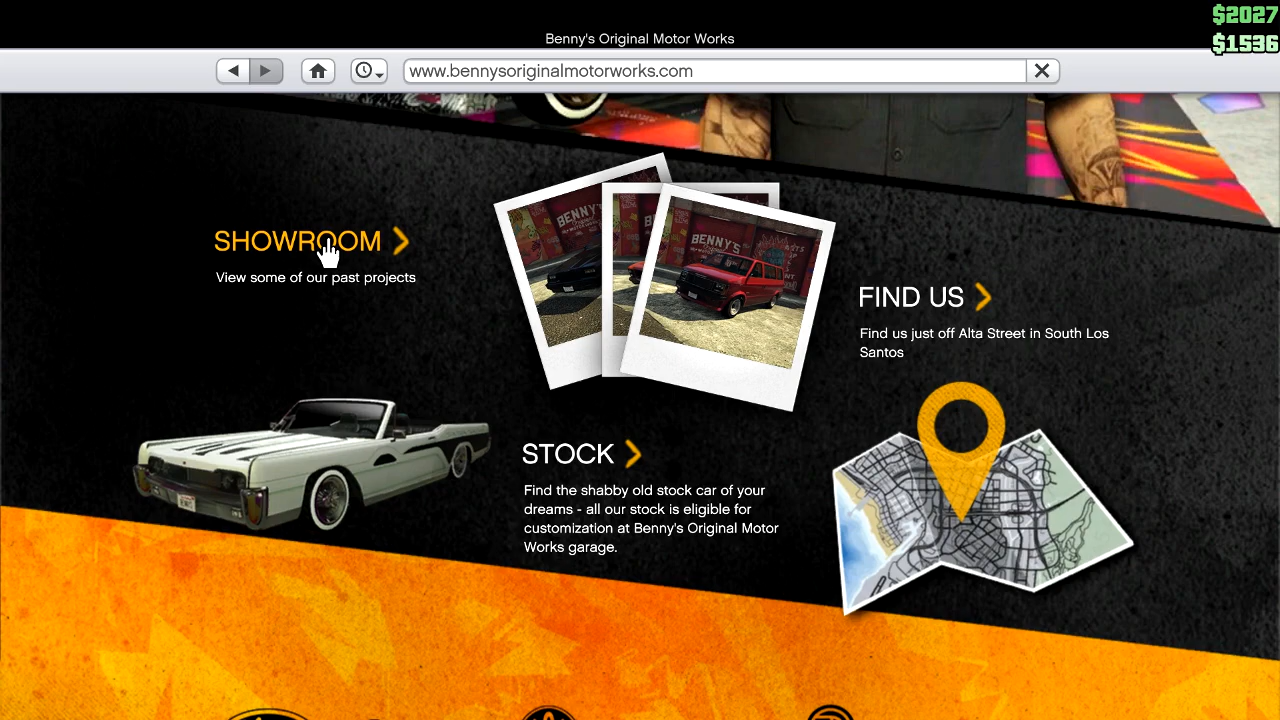 $2027
Benny's Original Motor Works
$1536
www.bennysoriginalmotorworks.com
SHOWROOM
View some of our past projects
BENNY'S
BENNY'S
FIND US
Find us just off Alta Street in South Los
Santos
STOCK
Find the shabby old stock car of your
dreams - all our stock is eligible for
customization at Benny's Original Motor
Works garage.